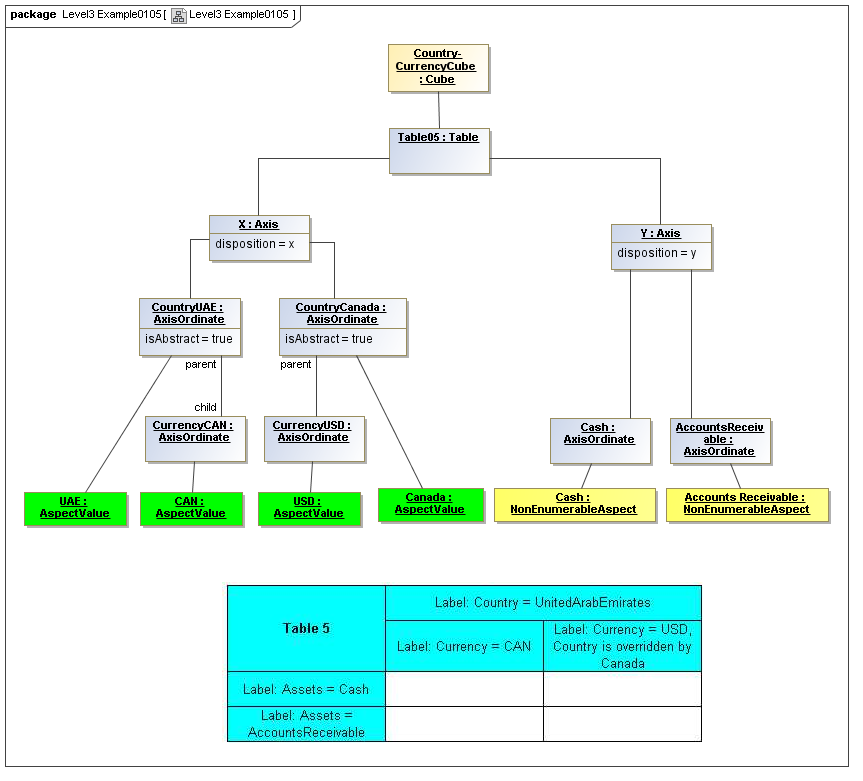 package Level3 Example0105 [ Level3 Example0105 ]
Country-
CurrencyCube
: Cube
Table05 : Table
X : Axis
disposition = x
Y : Axis
disposition = y
CountryUAE :
AxisOrdinate
isAbstract = true
CountryCanada :
AxisOrdinate
isAbstract = true
parent
parent
child
CurrencyCAN :
AxisOrdinate
CurrencyUSD :
AxisOrdinate
Cash :
AxisOrdinate
AccountsReceiv
able :
AxisOrdinate
UAE :
AspectValue
CAN :
AspectValue
USD :
AspectValue
Canada :
AspectValue
Cash :
NonEnumerableAspect
Accounts Receivable :
NonEnumerableAspect
Table 5
Label: Country = UnitedArabEmirates
Label: Currency = CAN
Label: Currency = USD,
Country is overridden by
Canada
Label: Assets = Cash
Label: Assets =
AccountsReceivable